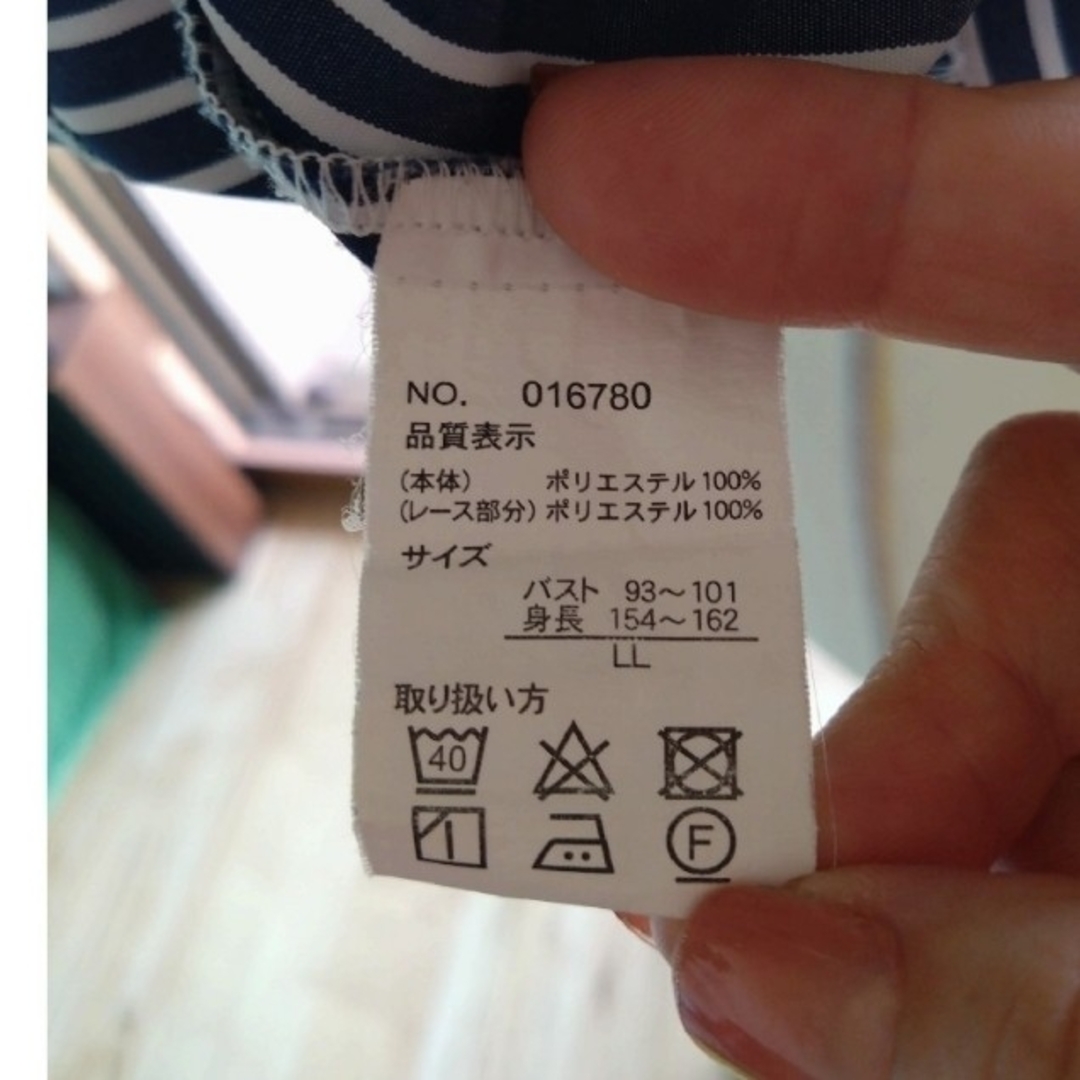 NO. 016780
品質表示
(本体) ポリエステル100%
(レース部分) ポリエステル100%
サイズ
バスト 93〜101
身長 154〜162
LL
取り扱い方
40
F